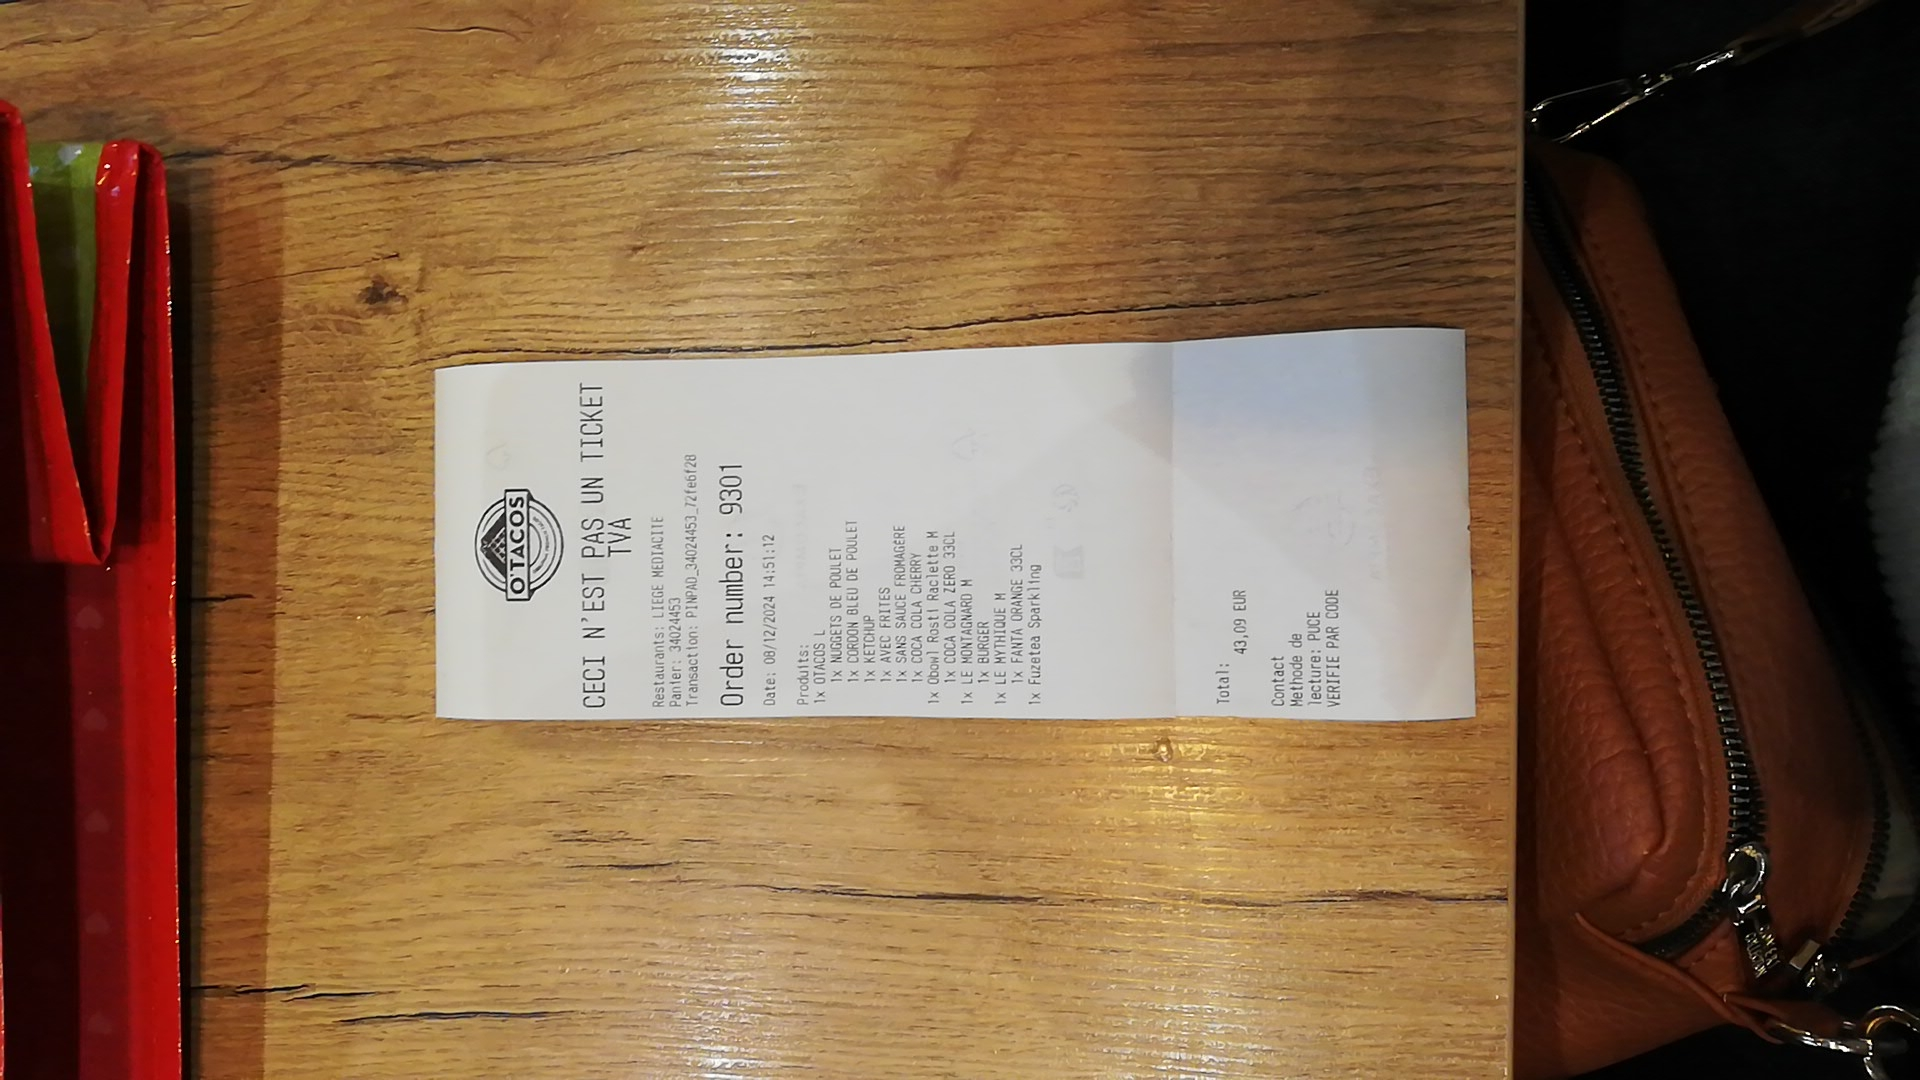 O'TACOS
CECI N'EST PAS UN TICKET
TVA
Restaurants: LIEGE MEDIACITE
Panier: 34024453
Transaction: PINPAD_34024453_72fe6f28
Order number: 9301
Date: 08/12/2024 14:51:12
Produits:
1x OTACOS L
1x NUGGETS DE POULET
1x CORDON BLEU DE POULET
1x KETCHUP
1x AVEC FRITES
1x SANS SAUCE FROMAGERE
1x COCA COLA CHERRY
1x Obowl Rosti Raclette M
1x COCA COLA ZERO 33CL
1x LE MONTAGNARD M
1x BURGER
1x LE MYTHIQUE M
1x FANTA ORANGE 33CL
1x Fuzetea Sparkling
Total:
43,09 EUR
Contact
Methode de
lecture: PUCE
VERIFIE PAR CODE